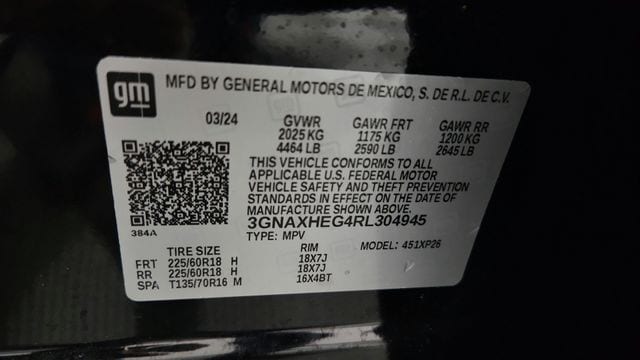 gm
MFD BY GENERAL MOTORS DE MEXICO, S. DE R.L. DE C.V.
03/24 GVWR GAWR FRT GAWR RR
2025 KG 1175 KG 1200 KG
4464 LB 2590 LB 2645 LB
THIS VEHICLE CONFORMS TO ALL
APPLICABLE U.S. FEDERAL MOTOR
VEHICLE SAFETY AND THEFT PREVENTION
STANDARDS IN EFFECT ON THE DATE OF
MANUFACTURE SHOWN ABOVE.
3GNAXHEG4RL304945
384A
TYPE: MPV MODEL: 451XP26
TIRE SIZE RIM
FRT 225/60R18 H 18X7J
RR 225/60R18 H 18X7J
SPA T135/70R16 M 16X4BT